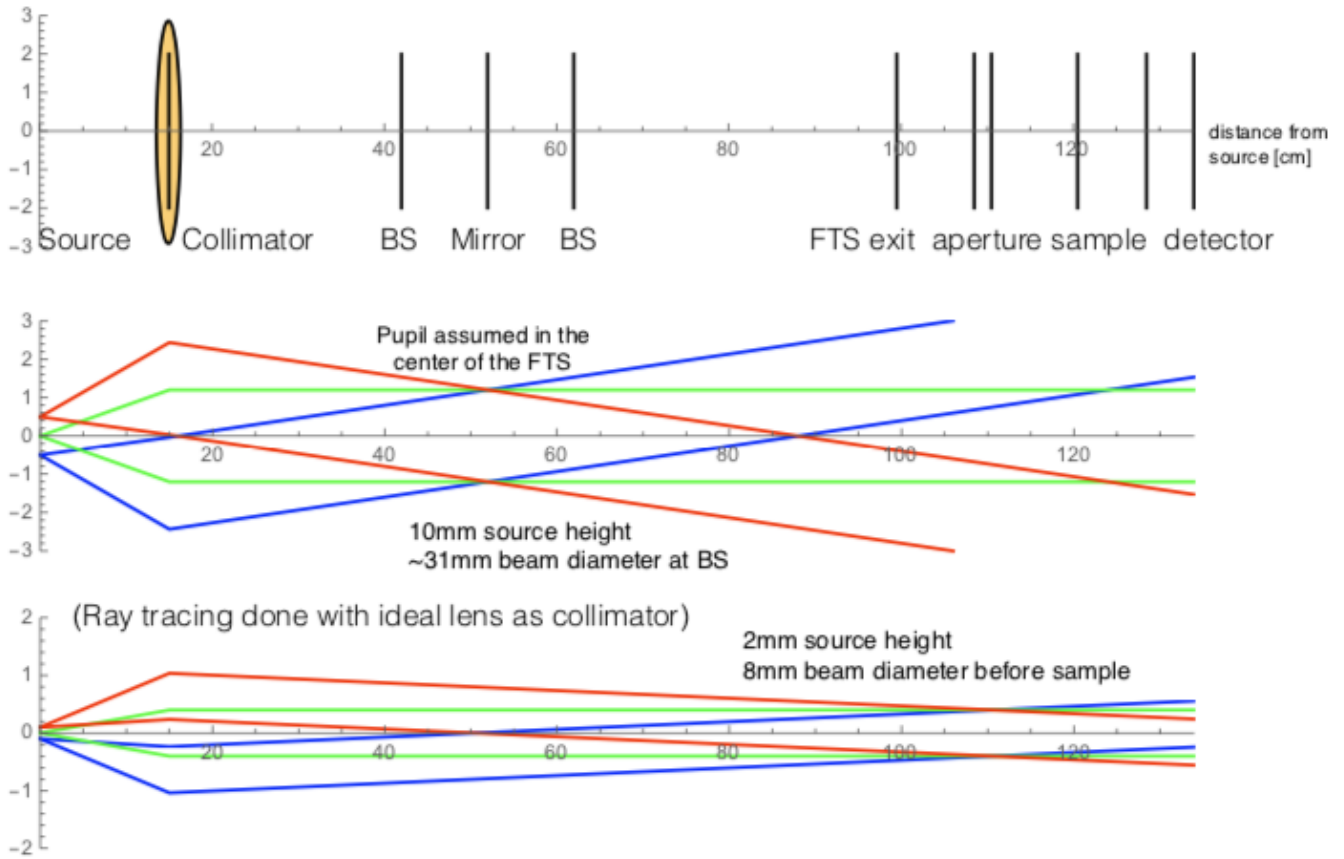 3
2
1
0
−1
−2
−3
20
40
60
80
100
120
distance from
source [cm]
Source
Collimator
BS
Mirror
BS
FTS exit
aperture
sample
detector
3
2
1
0
−1
−2
−3
20
40
60
80
100
120
Pupil assumed in the
center of the FTS
10mm source height
~31mm beam diameter at BS
2
1
0
−1
−2
20
40
60
80
100
120
(Ray tracing done with ideal lens as collimator)
2mm source height
8mm beam diameter before sample